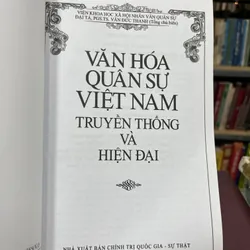 VIỆN KHOA HỌC XÃ HỘI NHÂN VĂN QUÂN SỰ
ĐẠI TÁ, PGS.TS. VĂN ĐỨC THANH (Tổng chủ biên)
VĂN HÓA
QUÂN SỰ
VIỆT NAM
TRUYỀN THỐNG
VÀ
HIỆN ĐẠI
NHÀ XUẤT BẢN CHÍNH TRỊ QUỐC GIA - SỰ THẬT